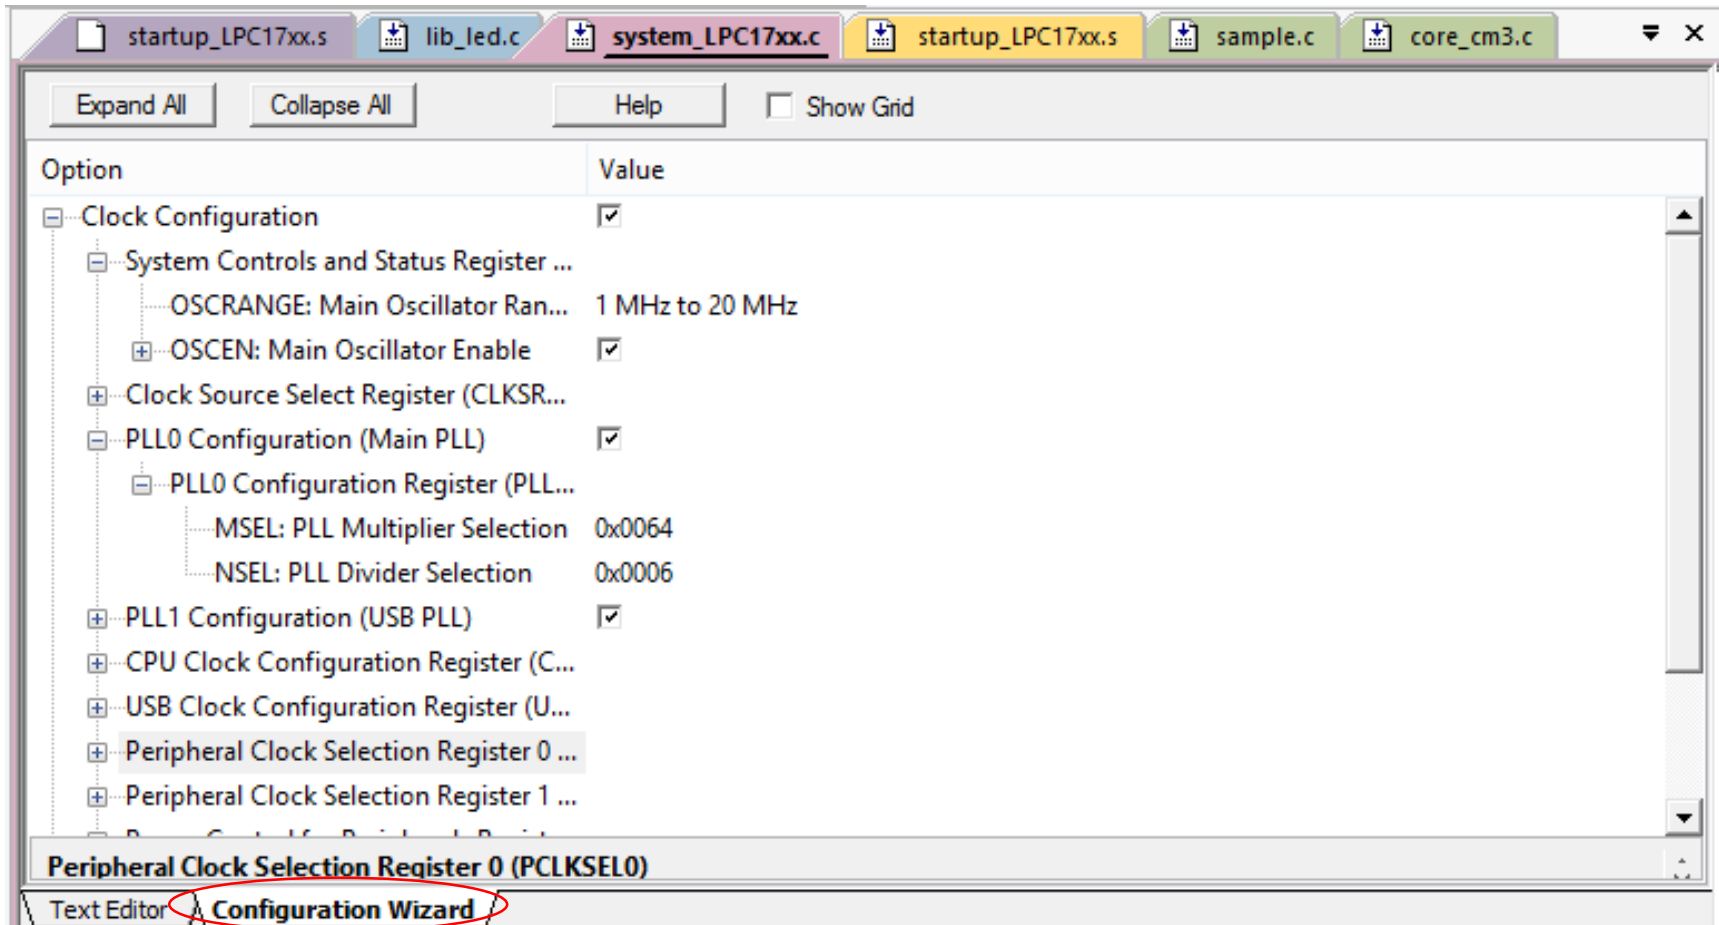 startup_LPC17xx.s lib_led.c system_LPC17xx.c startup_LPC17xx.s sample.c core_cm3.c
Expand All Collapse All Help Show Grid
Option Value
Clock Configuration
System Controls and Status Register ...
OSCRANGE: Main Oscillator Ran... 1 MHz to 20 MHz
OSCEN: Main Oscillator Enable
Clock Source Select Register (CLKSR...
PLL0 Configuration (Main PLL)
PLL0 Configuration Register (PLL...
MSEL: PLL Multiplier Selection 0x0064
NSEL: PLL Divider Selection 0x0006
PLL1 Configuration (USB PLL)
CPU Clock Configuration Register (C...
USB Clock Configuration Register (U...
Peripheral Clock Selection Register 0 ...
Peripheral Clock Selection Register 1 ...
Peripheral Clock Selection Register 0 (PCLKSEL0)
Text Editor Configuration Wizard